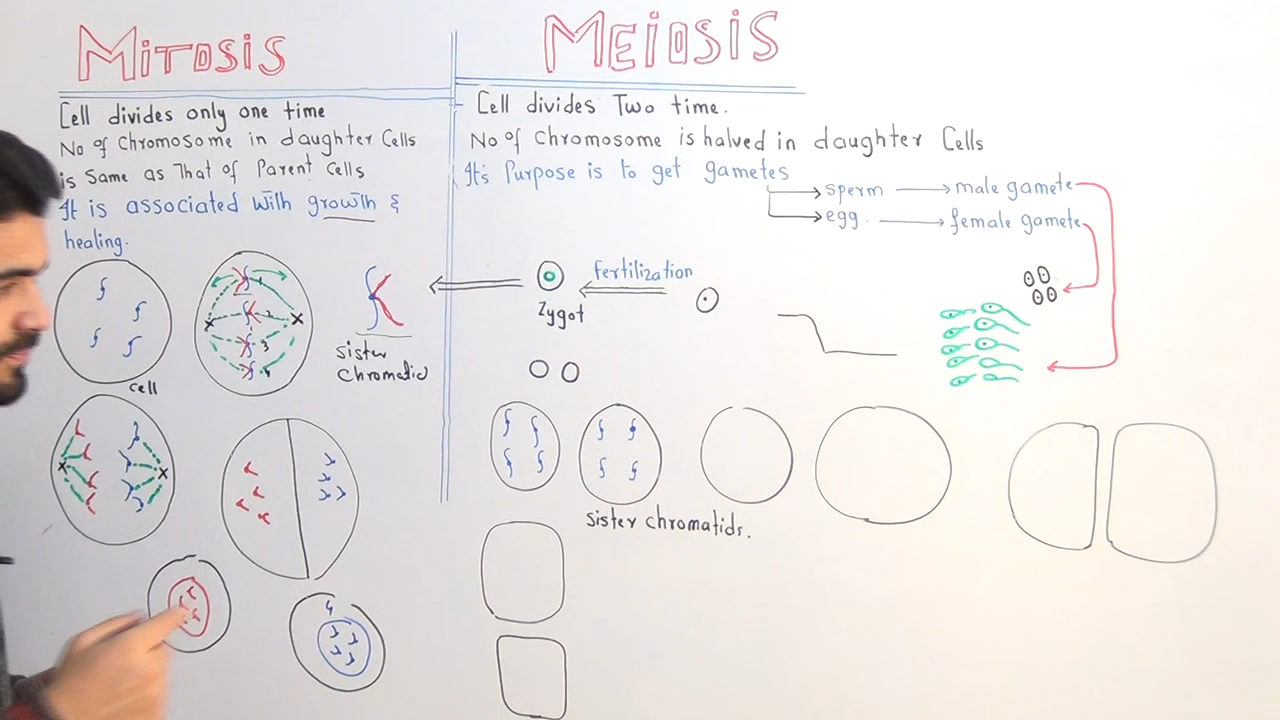 MiTOSiS
Cell divides only one time
No of Chromosome in daughter Cells
is Same as That of Parent Cells
It is associated with growth &
healing.
cell
sister
Chromatid
MEiOSiS
Cell divides Two time.
No of Chromosome is halved in daughter Cells
It's Purpose is to get gametes
sperm male gamete
egg. female gamete
Fertilization
Zygot
sister chromatids.